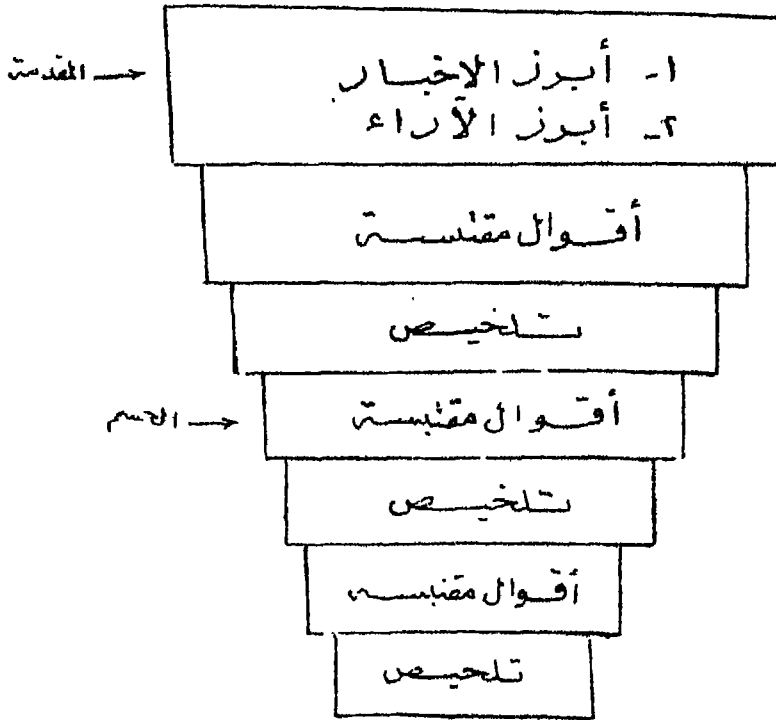 المقدمة
١- أبرز الاخبار
٢- أبرز الآراء
أقوال مقتبسة
تلخيص
الجسم
أقوال مقتبسة
تلخيص
أقوال مقتبسة
تلخيص